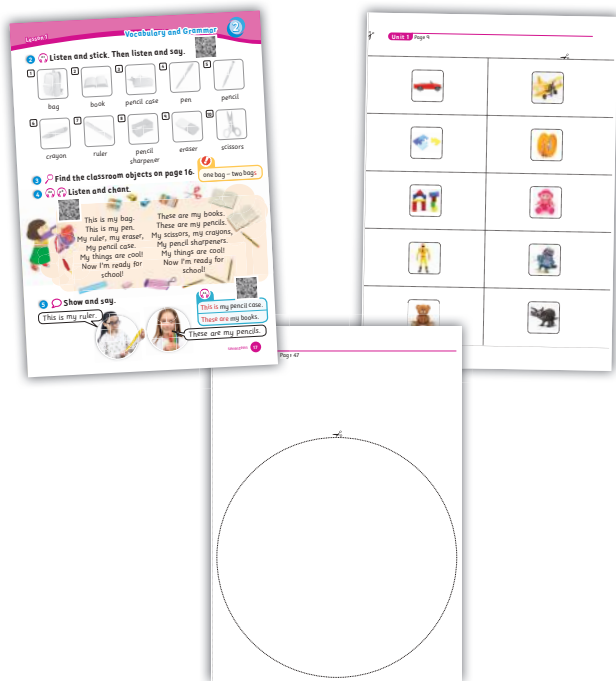 Lesson 1
Vocabulary and Grammar
2
2 Listen and stick. Then listen and say.
1 2 3 4 5
bag book pencil case pen pencil
6 7 8 9 10
crayon ruler pencil sharpener eraser scissors
3 Find the classroom objects on page 16.
one bag – two bags
4 Listen and chant.
This is my bag.
This is my pen.
My ruler, my eraser,
My pencil case.
My things are cool!
Now I'm ready for
school!
These are my books.
These are my pencils.
My scissors, my crayons,
My pencil sharpeners.
My things are cool!
Now I'm ready for
school!
5 Show and say.
This is my ruler.
These are my pencils.
This is my pencil case.
These are my books.
17
Unit 1 Page 9
Page 47